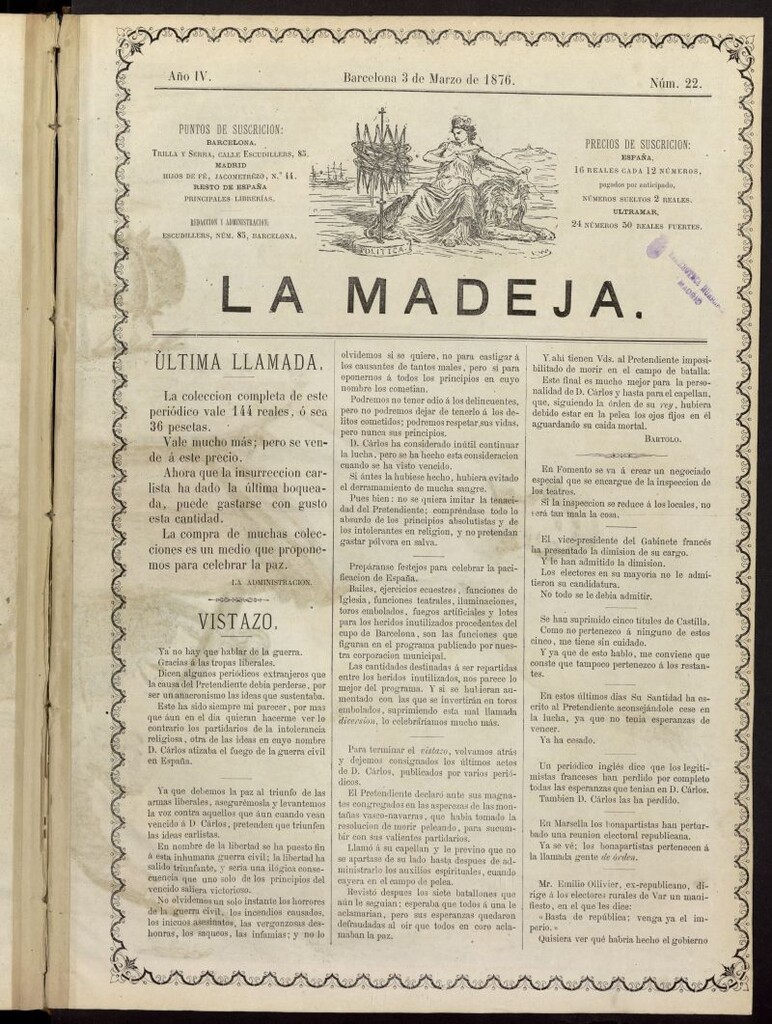 Año IV.
Barcelona 3 de Marzo de 1876.
Núm. 22.
PUNTOS DE SUSCRICION:
BARCELONA.
TRILLA Y SERRA, CALLE ESCUDILLERS, 85.
MADRID
HIJOS DE FÉ, JACOMETREZO, N.º 44.
RESTO DE ESPAÑA
PRINCIPALES LIBRERÍAS.
REDACCION Y ADMINISTRACION:
ESCUDILLERS, NÚM. 85, BARCELONA.
POLITICA
PRECIOS DE SUSCRICION:
ESPAÑA,
16 REALES CADA 12 NÚMEROS,
pagados por anticipado,
NÚMEROS SUELTOS 2 REALES.
ULTRAMAR,
24 NÚMEROS 50 REALES FUERTES.
MADRID
LA MADEJA.
ÚLTIMA LLAMADA.
La coleccion completa de este
periódico vale 144 reales, ó sea
36 pesetas.
Vale mucho más; pero se ven-
de á este precio.
Ahora que la insurreccion car-
lista ha dado la última boquea-
da, puede gastarse con gusto
esta cantidad.
La compra de muchas colec-
ciones es un medio que propone-
mos para celebrar la paz.
LA ADMINISTRACION.
VISTAZO.
Ya no hay que hablar de la guerra.
Gracias á las tropas liberales.
Dicen algunos periódicos extranjeros que
la causa del Pretendiente debia perderse, por
ser un anacronismo las ideas que sustentaba.
Esto ha sido siempre mi parecer, por mas
que áun en el dia quieran hacerme ver lo
contrario los partidarios de la intolerancia
religiosa, otra de las ideas en cuyo nombre
D. Cárlos atizaba el fuego de la guerra civil
en España.
Ya que debemos la paz al triunfo de las
armas liberales, asegurémosla y levantemos
la voz contra aquellos que áun cuando vean
vencido á D Cárlos, pretenden que triunfen
las ideas carlistas.
En nombre de la libertad se ha puesto fin
á esta inhumana guerra civil; la libertad ha
salido triunfante, y seria una ilógica conse-
cuencia que uno solo de los principios del
vencido saliera victorioso.
No olvidemos un solo instante los horrores
de la guerra civil, los incendios causados,
los inicuos asesinatos, las vergonzosas des-
honras, los saqueos, las infamias; y no lo
olvidemos si se quiere, no para castigar á
los causantes de tantos males, pero sí para
oponernos á todos los principios en cuyo
nombre los cometian.
Podremos no tener odio á los delincuentes,
pero no podremos dejar de tenerlo á los de-
litos cometidos; podremos respetar sus vidas,
pero nunca sus principios.
D. Cárlos ha considerado inútil continuar
la lucha, pero se ha hecho esta consideracion
cuando se ha visto vencido.
Si ántes la hubiese hecho, hubiera evitado
el derramamiento de mucha sangre.
Pues bien: no se quiera imitar la tenaci-
dad del Pretendiente; compréndase todo lo
absurdo de los principios absolutistas y de
los intolerantes en religion, y no pretendan
gastar pólvora en salva.
Prepáranse festejos para celebrar la paci-
ficacion de España.
Bailes, ejercicios ecuestres, funciones de
Iglesia, funciones teatrales, iluminaciones,
toros embolados, fuegos artificiales y lotes
para los heridos inutilizados procedentes del
cupo de Barcelona, son las funciones que
figuran en el programa publicado por nues-
tra corporacion municipal.
Las cantidades destinadas á ser repartidas
entre los heridos inutilizados, nos parece lo
mejor del programa. Y si se hubieran au-
mentado con las que se invertirán en toros
embolados, suprimiendo esta mal llamada
diversion, lo celebraríamos mucho más.
Para terminar el vistazo, volvamos atrás
y dejemos consignados los últimos actos
de D. Cárlos, publicados por varios perió-
dicos.
El Pretendiente declaró ante sus magna-
tes congregados en las asperezas de las mon-
tañas vasco-navarras, que habia tomado la
resolucion de morir peleando, para sucum-
bir con sus valientes partidarios.
Llamó á su capellan y le previno que no
se apartase de su lado hasta despues de ad-
ministrarlo los auxilios espirituales, cuando
cayera en el campo de pelea.
Revistó despues los siete batallones que
aún le seguian; esperaba que todos á una le
aclamarian, pero sus esperanzas quedaron
defraudadas al oir que todos en coro acla-
maban la paz.
Y ahí tienen Vds. al Pretendiente imposi-
bilitado de morir en el campo de batalla.
Este final es mucho mejor para la perso-
nalidad de D. Cárlos y hasta para el capellan,
que, siguiendo la órden de su rey, hubiera
debido estar en la pelea los ojos fijos en él
aguardando su caida mortal.
BARTOLO.
En Fomento se va á crear un negociado
especial que se encargue de la inspeccion de
los teatros.
Si la inspeccion se reduce á los locales, no
será tan mala la cosa.
El vice-presidente del Gabinete francés
ha presentado la dimision de su cargo.
Y le han admitido la dimision.
Los electores en su mayoría no le admi-
tieron su candidatura.
No todo se le debia admitir.
Se han suprimido cinco títulos de Castilla.
Como no pertenezco á ninguno de estos
cinco, me tiene sin cuidado.
Y ya que de esto hablo, me conviene que
conste que tampoco pertenezco á los restan-
tes.
En estos últimos dias Su Santidad ha es-
crito al Pretendiente aconsejándole cese en
la lucha, ya que no tenia esperanzas de
vencer.
Ya ha cesado.
Un periódico inglés dice que los legiti-
mistas franceses han perdido por completo
todas las esperanzas que tenian en D. Cárlos.
Tambien D. Cárlos las ha perdido.
En Marsella los bonapartistas han pertur-
bado una reunion electoral republicana.
Ya se vé; los bonapartistas pertenecen á
la llamada gente de órden.
Mr. Emilio Ollivier, ex-republicano, di-
rige á los electores rurales de Var un mani-
fiesto, en el que les dice:
«Basta de república; venga ya el im-
perio.»
Quisiera ver qué habria hecho el gobierno